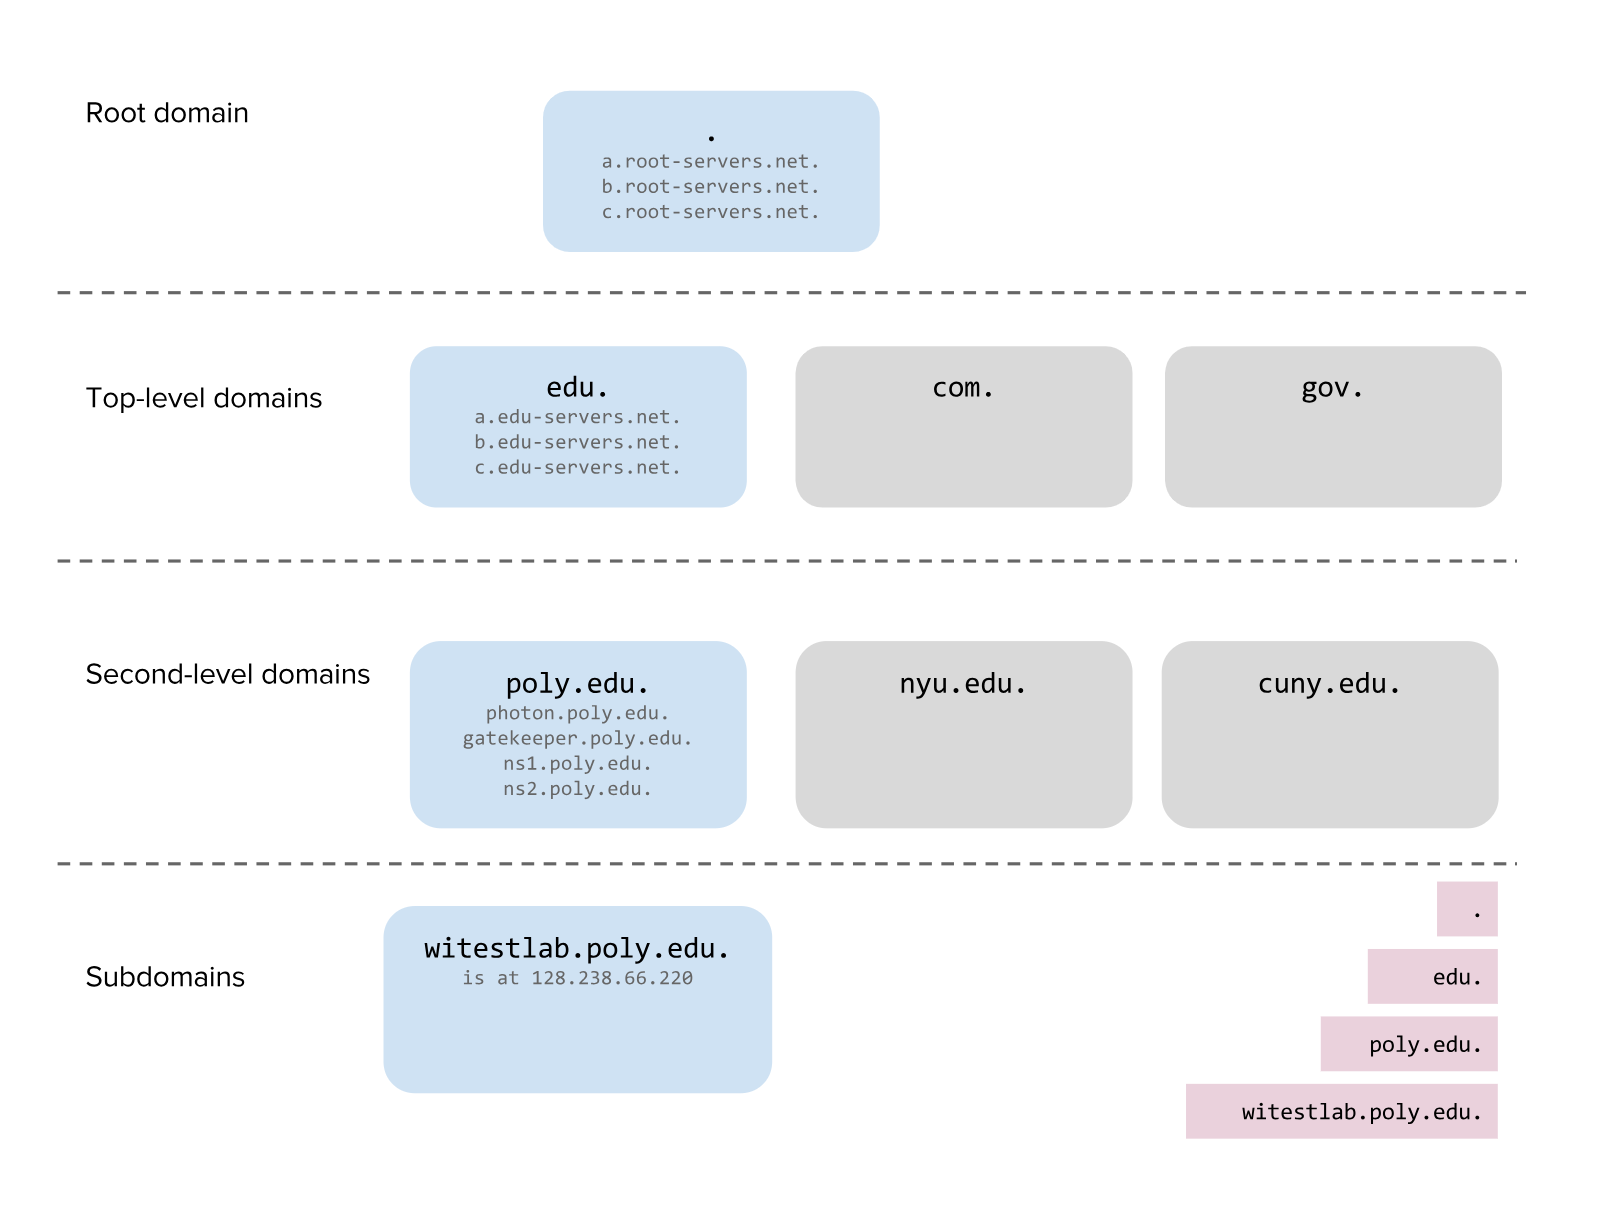 Root domain
.
a.root-servers.net.
b.root-servers.net.
c.root-servers.net.
Top-level domains
edu.
a.edu-servers.net.
b.edu-servers.net.
c.edu-servers.net.
com.
gov.
Second-level domains
poly.edu.
photon.poly.edu.
gatekeeper.poly.edu.
ns1.poly.edu.
ns2.poly.edu.
nyu.edu.
cuny.edu.
Subdomains
witestlab.poly.edu.
is at 128.238.66.220
.
edu.
poly.edu.
witestlab.poly.edu.